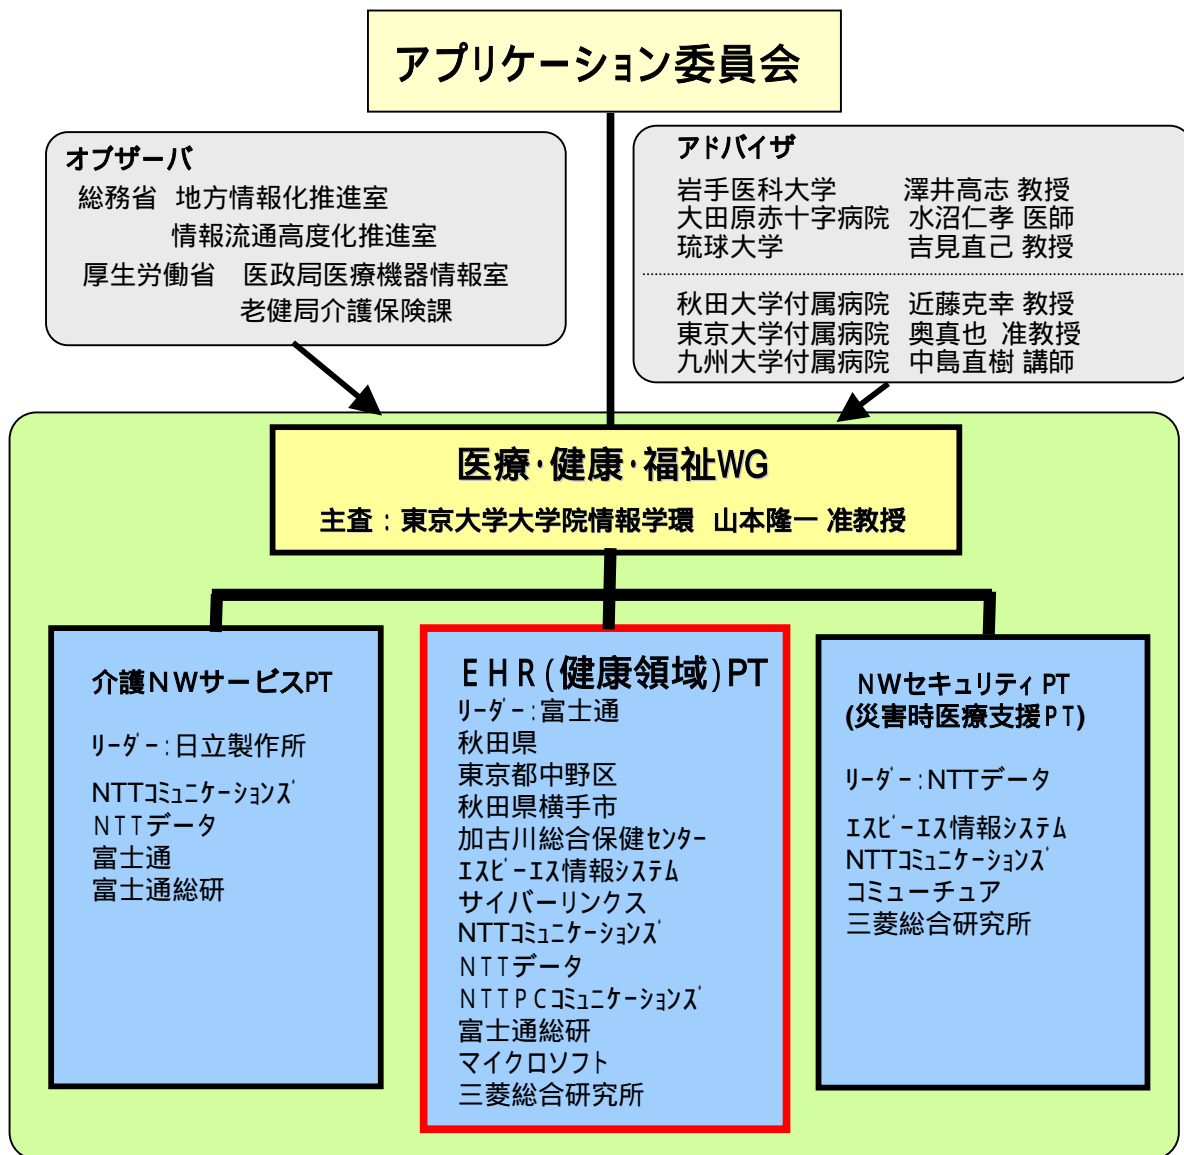 アプリケーション委員会
オブザーバ
総務省 地方情報化推進室
情報流通高度化推進室
厚生労働省 医政局医療機器情報室
老健局介護保険課
アドバイザ
岩手医科大学 澤井高志 教授
大田原赤十字病院 水沼仁孝 医師
琉球大学 吉見直己 教授
秋田大学付属病院 近藤克幸 教授
東京大学付属病院 奥真也 准教授
九州大学付属病院 中島直樹 講師
医療・健康・福祉WG
主査：東京大学大学院情報学環 山本隆一 准教授
介護NWサービスPT
リーダー：日立製作所
NTTコミュニケーションズ
NTTデータ
富士通
富士通総研
EHR(健康領域)PT
リーダー：富士通
秋田県
東京都中野区
秋田県横手市
加古川総合保健センター
エスピーエス情報システム
サイバーリンクス
NTTコミュニケーションズ
NTTデータ
NTTPCコミュニケーションズ
富士通総研
マイクロソフト
三菱総合研究所
NWセキュリティPT
(災害時医療支援PT)
リーダー：NTTデータ
エスピーエス情報システム
NTTコミュニケーションズ
コミューチュア
三菱総合研究所